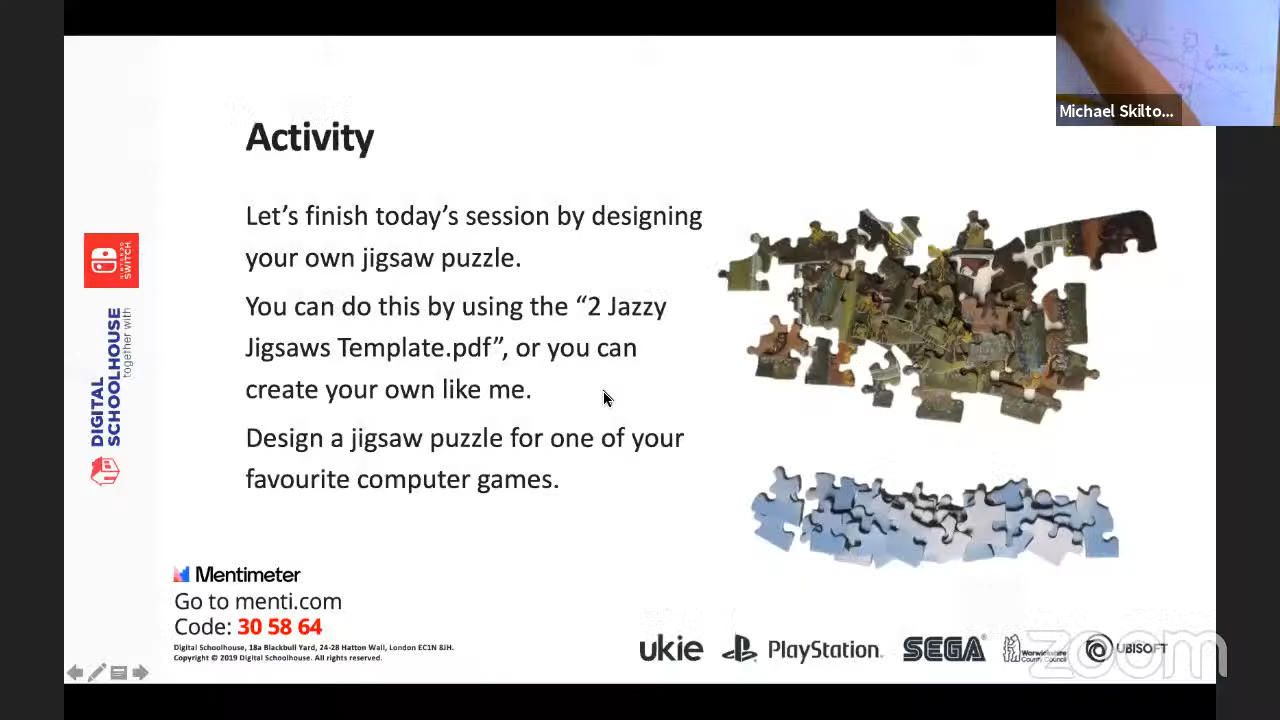 Michael Skilto...
Activity
Let's finish today's session by designing
your own jigsaw puzzle.
You can do this by using the “2 Jazzy
Jigsaws Template.pdf”, or you can
create your own like me.
Design a jigsaw puzzle for one of your
favourite computer games.
NINTENDO
SWITCH
DIGITAL
SCHOOLHOUSE
together with
Mentimeter
Go to menti.com
Code: 30 58 64
Digital Schoolhouse, 18a Blackbull Yard, 24-28 Hatton Wall, London EC1N 8JH.
Copyright © 2019 Digital Schoolhouse. All rights reserved.
ukie PlayStation. SEGA Warwickshire County Council UBISOFT
zoom